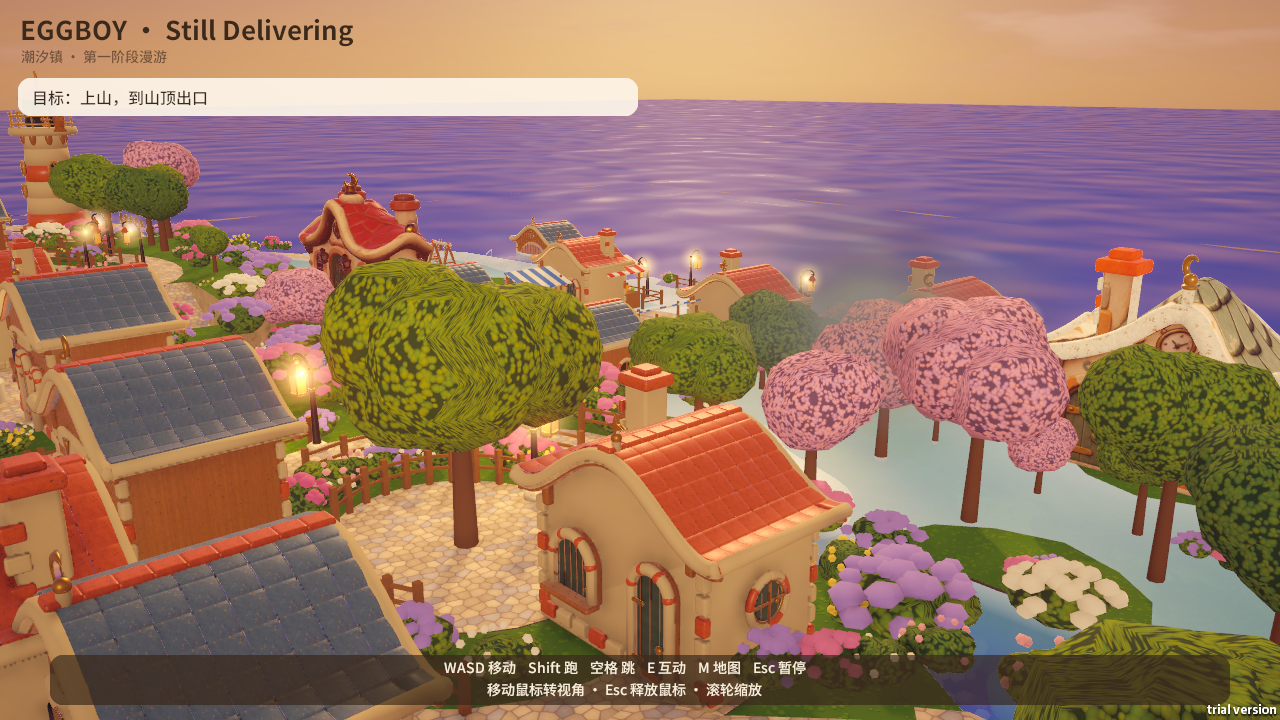 EGGBOY · Still Delivering
潮汐镇 · 第一阶段漫游
目标：上山，到山顶出口
WASD 移动 Shift 跑 空格 跳 E 互动 M 地图 Esc 暂停
移动鼠标转视角 · Esc 释放鼠标 · 滚轮缩放
trial version